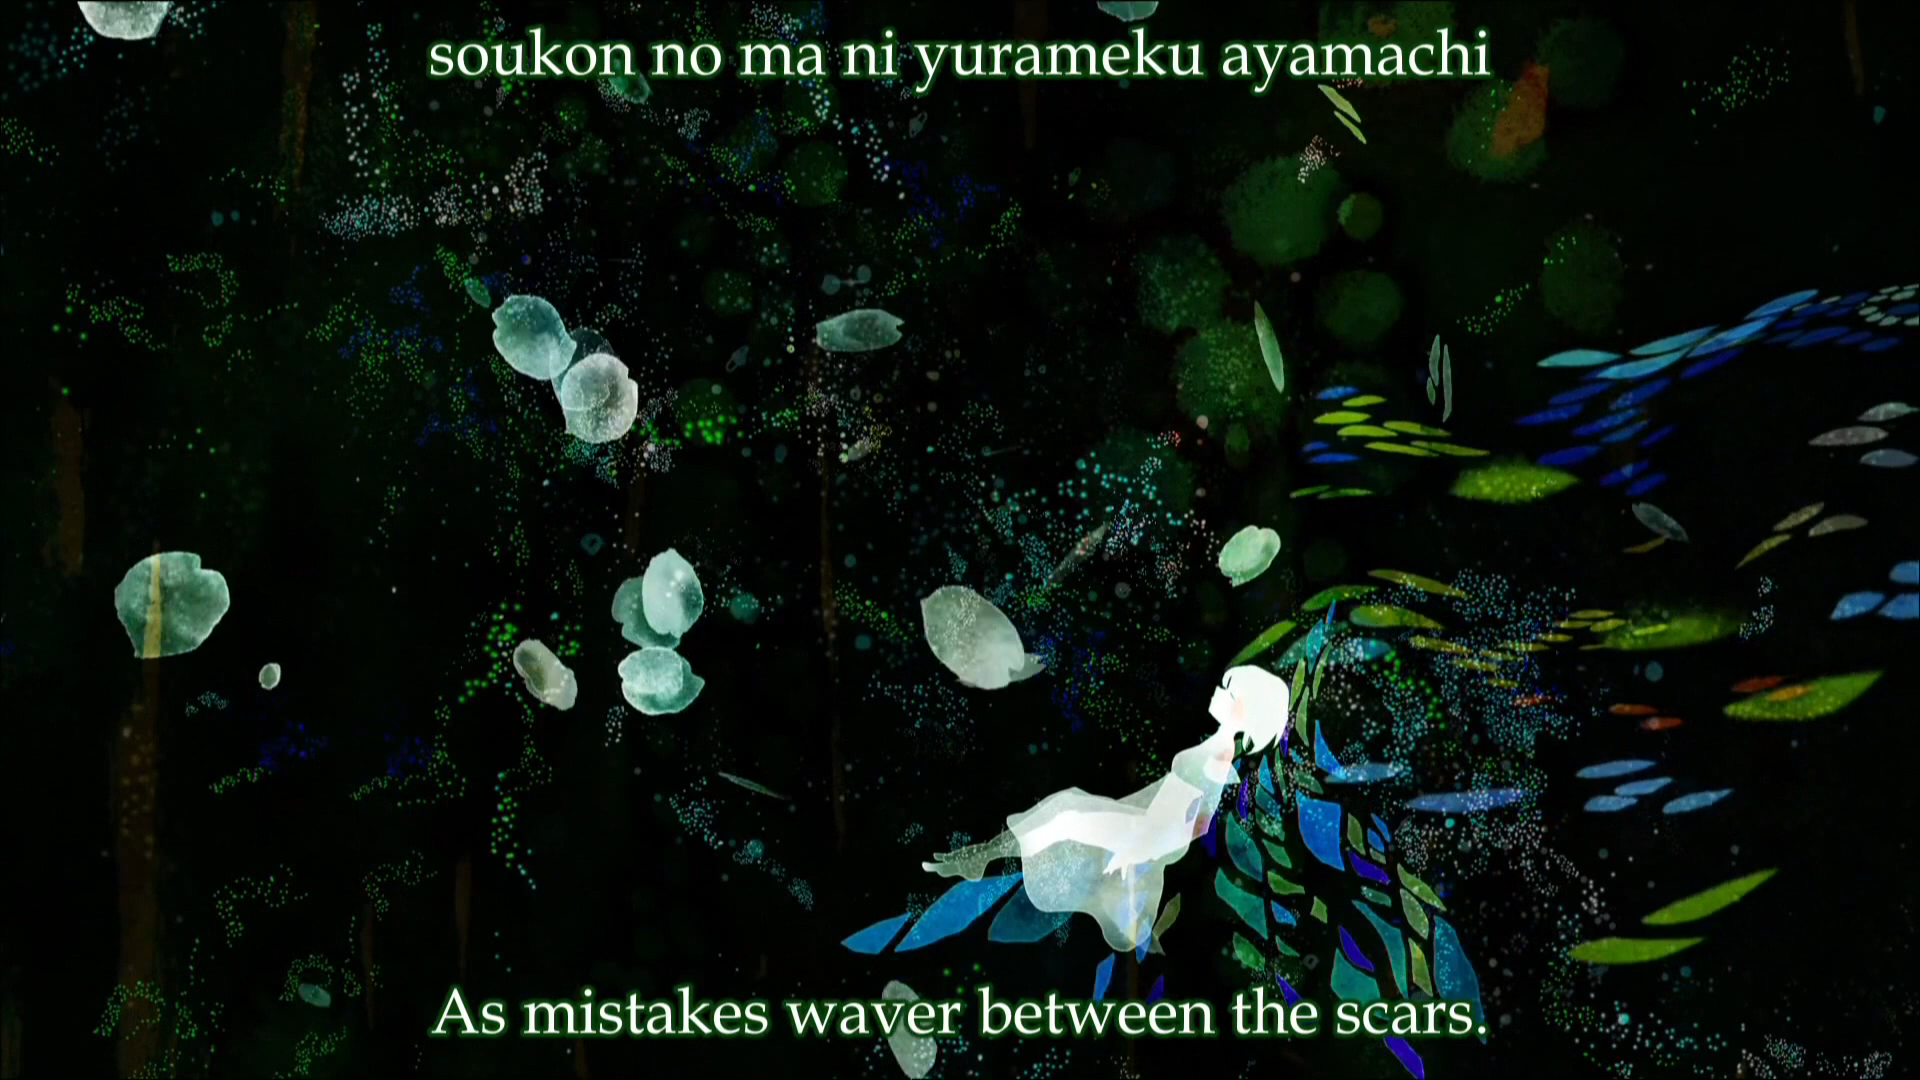 soukon no ma ni yurameku ayamachi
As mistakes waver between the scars.